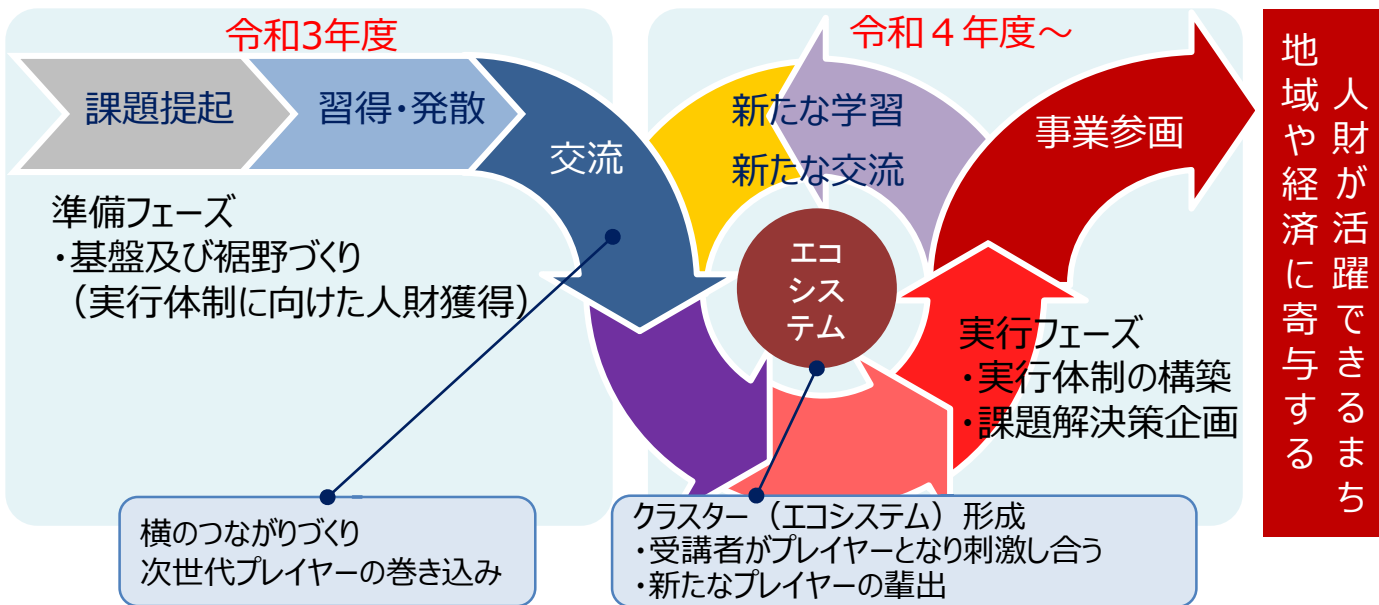 令和3年度
課題提起
習得・発散
交流
準備フェーズ
・基盤及び裾野づくり
（実行体制に向けた人財獲得）
横のつながりづくり
次世代プレイヤーの巻き込み
令和４年度～
新たな学習
新たな交流
事業参画
エコ
シス
テム
実行フェーズ
・実行体制の構築
・課題解決策企画
クラスター（エコシステム）形成
・受講者がプレイヤーとなり刺激し合う
・新たなプレイヤーの輩出
人財が活躍できるまち
地域や経済に寄与する